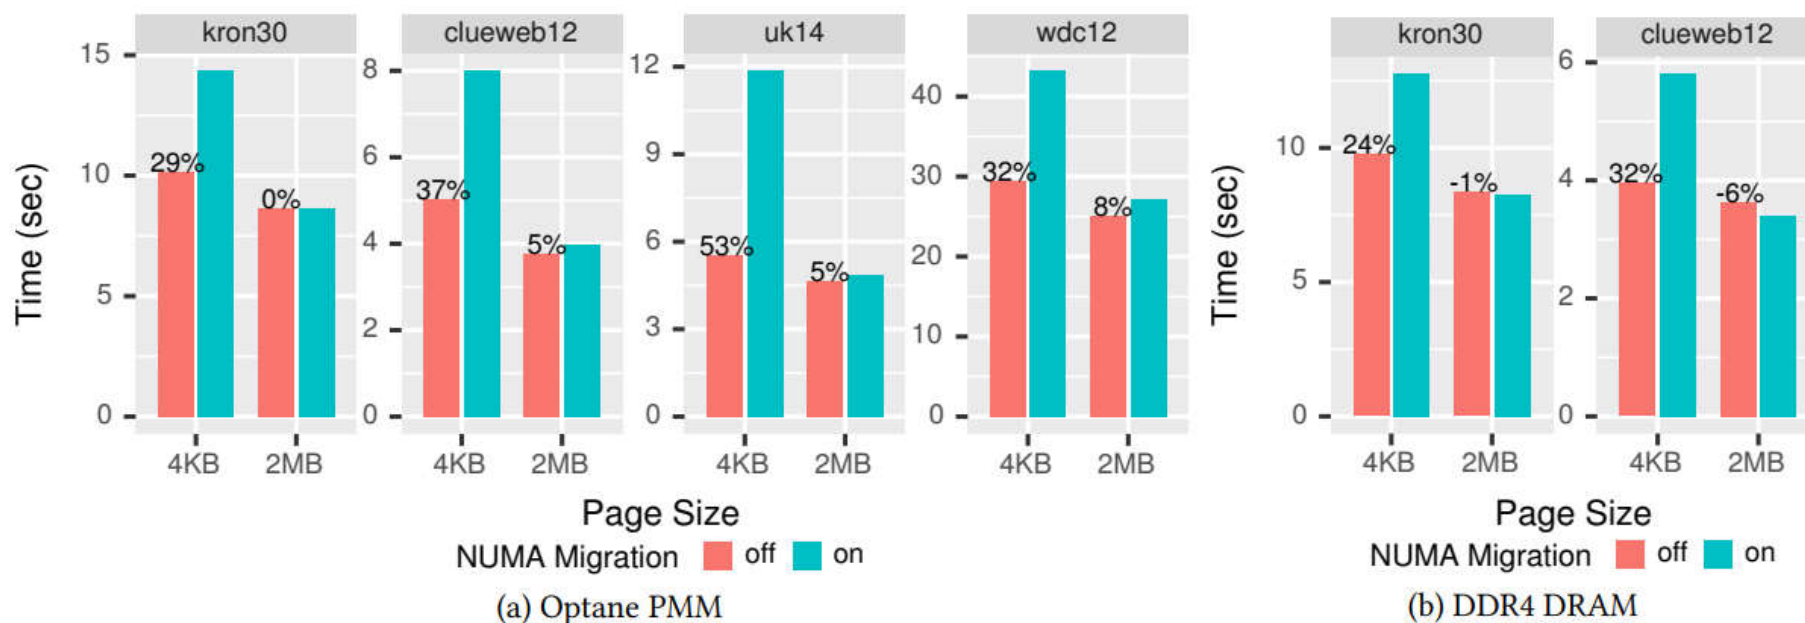 kron30 clueweb12 uk14 wdc12
Time (sec)
15
10
5
0
29%
0%
4KB 2MB
8
6
4
2
0
37%
5%
4KB 2MB
12
9
6
3
0
53%
5%
4KB 2MB
40
30
20
10
0
32%
8%
4KB 2MB
Page Size
NUMA Migration off on
(a) Optane PMM
kron30 clueweb12
Time (sec)
10
5
0
24%
-1%
4KB 2MB
6
4
2
0
32%
-6%
4KB 2MB
Page Size
NUMA Migration off on
(b) DDR4 DRAM